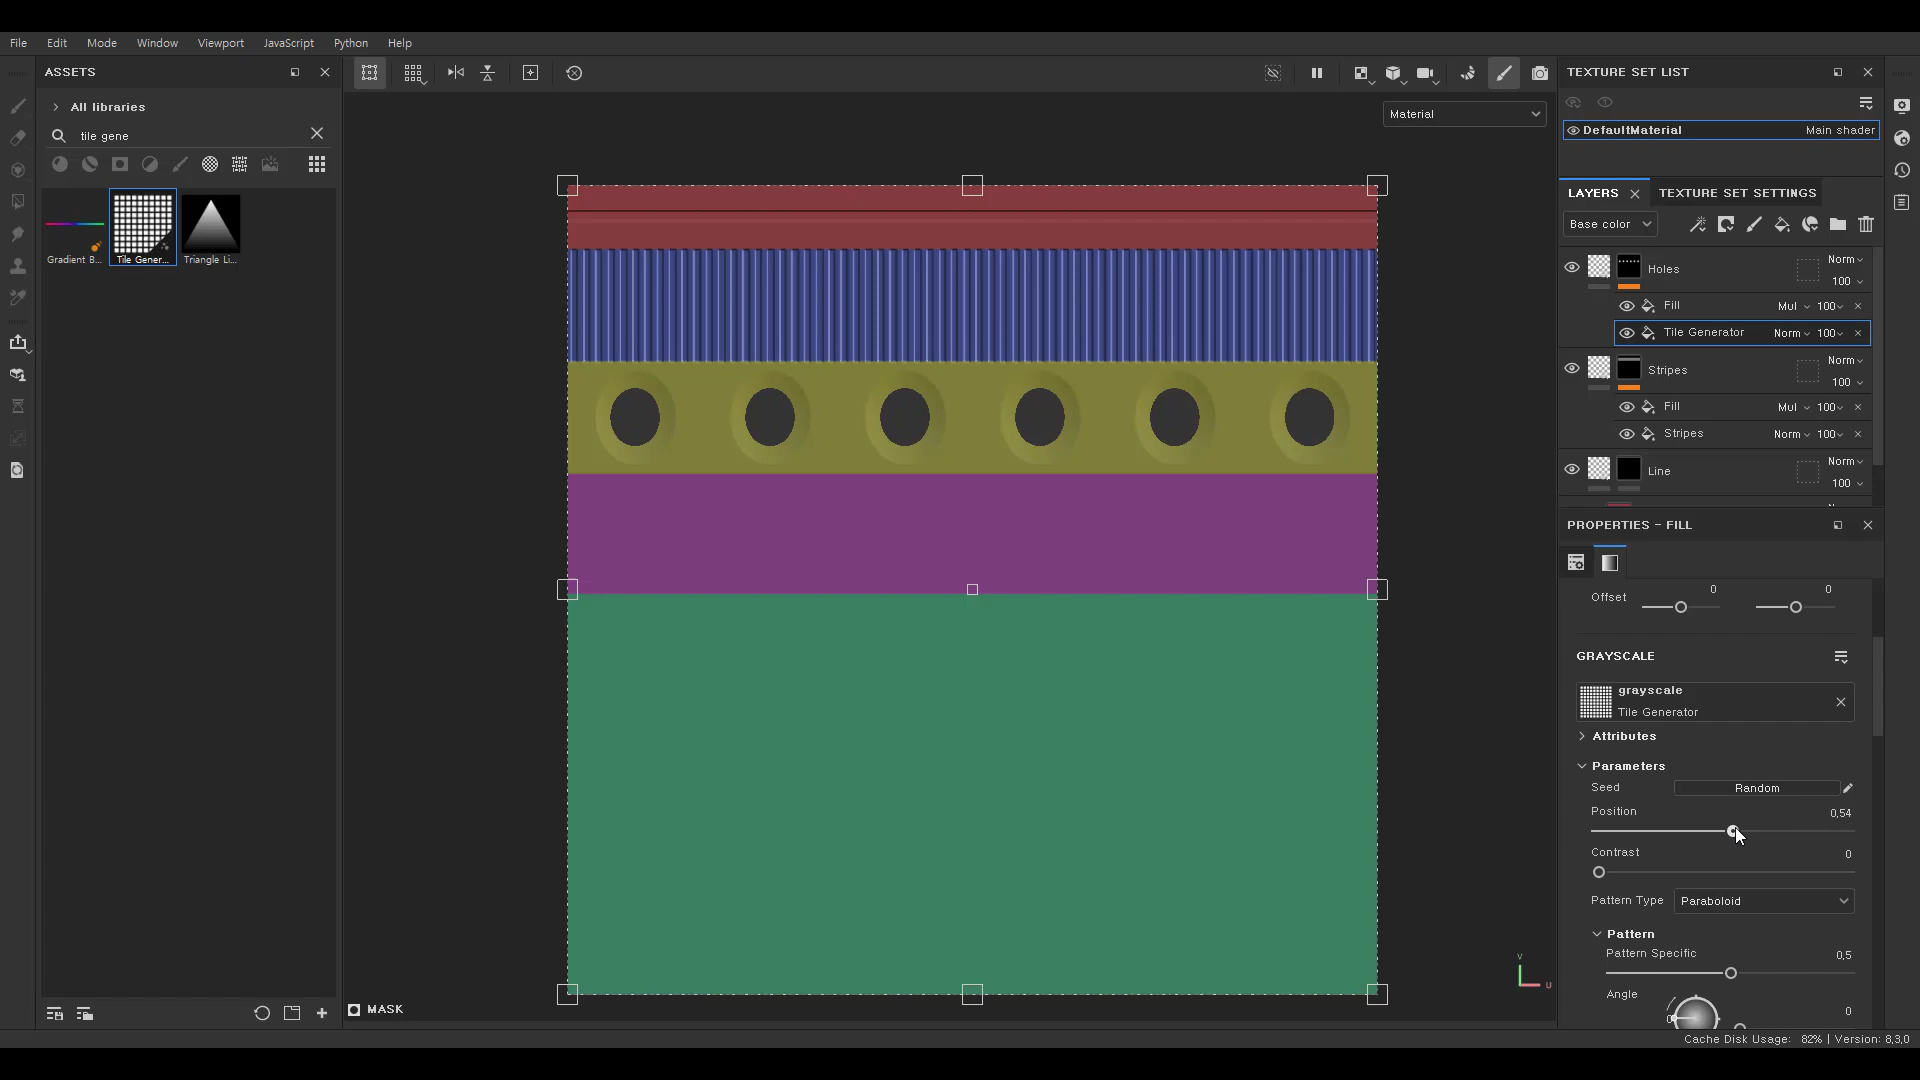 File Edit Mode Window Viewport JavaScript Python Help
ASSETS
All libraries
tile gene
Gradient B...
Tile Gener...
Triangle Li...
Material
MASK
V
U
TEXTURE SET LIST
DefaultMaterial Main shader
LAYERS TEXTURE SET SETTINGS
Base color
Holes Norm
100
Fill Mul 100
Tile Generator Norm 100
Stripes Norm
100
Fill Mul 100
Stripes Norm 100
Line Norm
100
PROPERTIES - FILL
Offset 0 0
GRAYSCALE
grayscale
Tile Generator
Attributes
Parameters
Seed Random
Position 0,54
Contrast 0
Pattern Type Paraboloid
Pattern
Pattern Specific 0,5
Angle 0 0
Cache Disk Usage: 82% | Version: 8,3,0